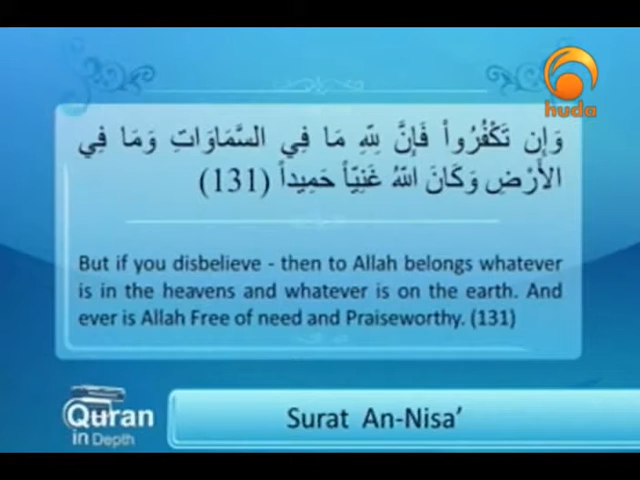 huda
وَإِن تَكْفُرُواْ فَإِنَّ لِلّهِ مَا فِي السَّمَاوَاتِ وَمَا فِي
الأَرْضِ وَكَانَ اللّهُ غَنِيّاً حَمِيداً (131)
But if you disbelieve - then to Allah belongs whatever
is in the heavens and whatever is on the earth. And
ever is Allah Free of need and Praiseworthy. (131)
Quran
in Depth
Surat An-Nisa’